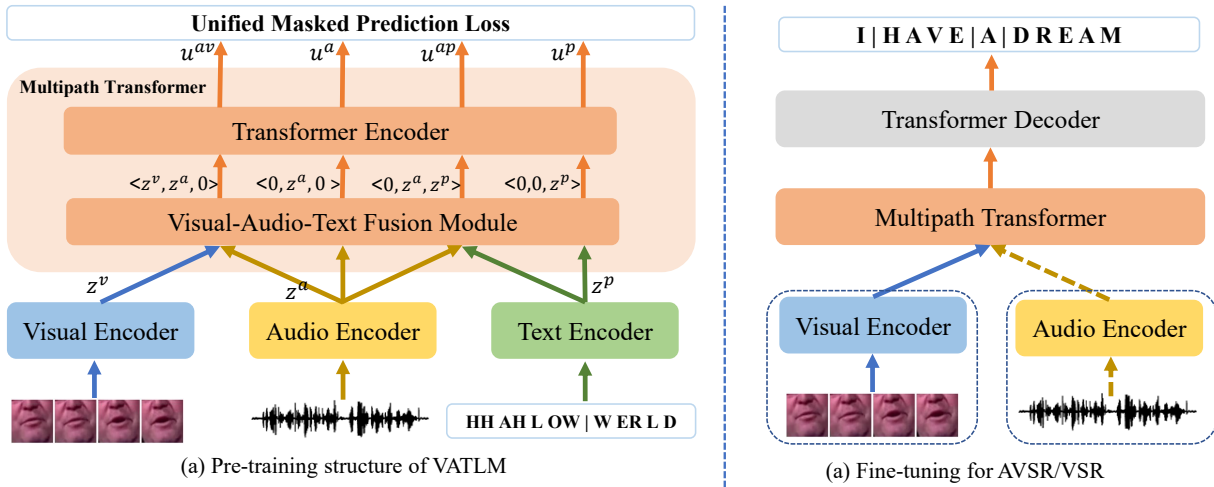 Unified Masked Prediction Loss
u^{av} u^{a} u^{ap} u^{p}
Multipath Transformer
Transformer Encoder
<z^{v}, z^{a}, 0> <0, z^{a}, 0> <0, z^{a}, z^{p}> <0,0, z^{p}>
Visual-Audio-Text Fusion Module
z^{v} z^{a} z^{p}
Visual Encoder Audio Encoder Text Encoder
HH AH L OW | W ER L D
(a) Pre-training structure of VATLM
I | H A V E | A | D R E A M
Transformer Decoder
Multipath Transformer
Visual Encoder Audio Encoder
(a) Fine-tuning for AVSR/VSR